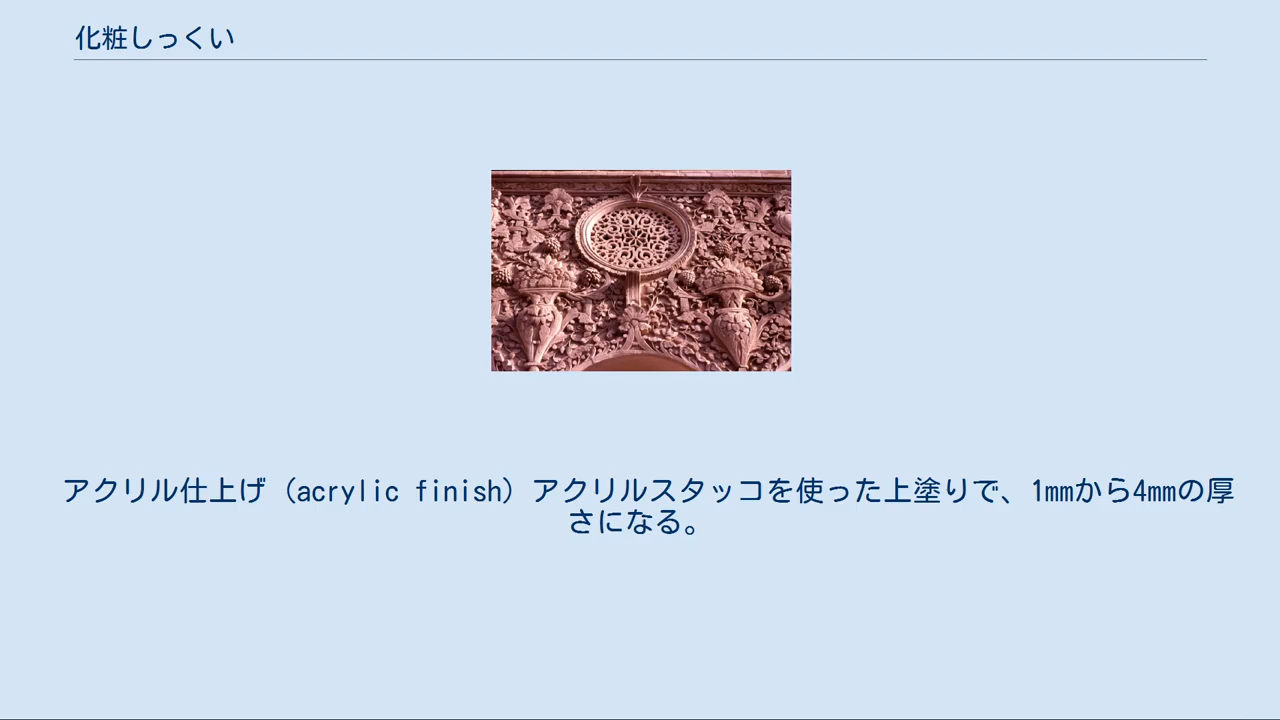 化粧しっくい
アクリル仕上げ（acrylic finish）アクリルスタッコを使った上塗りで、1mmから4mmの厚
さになる。